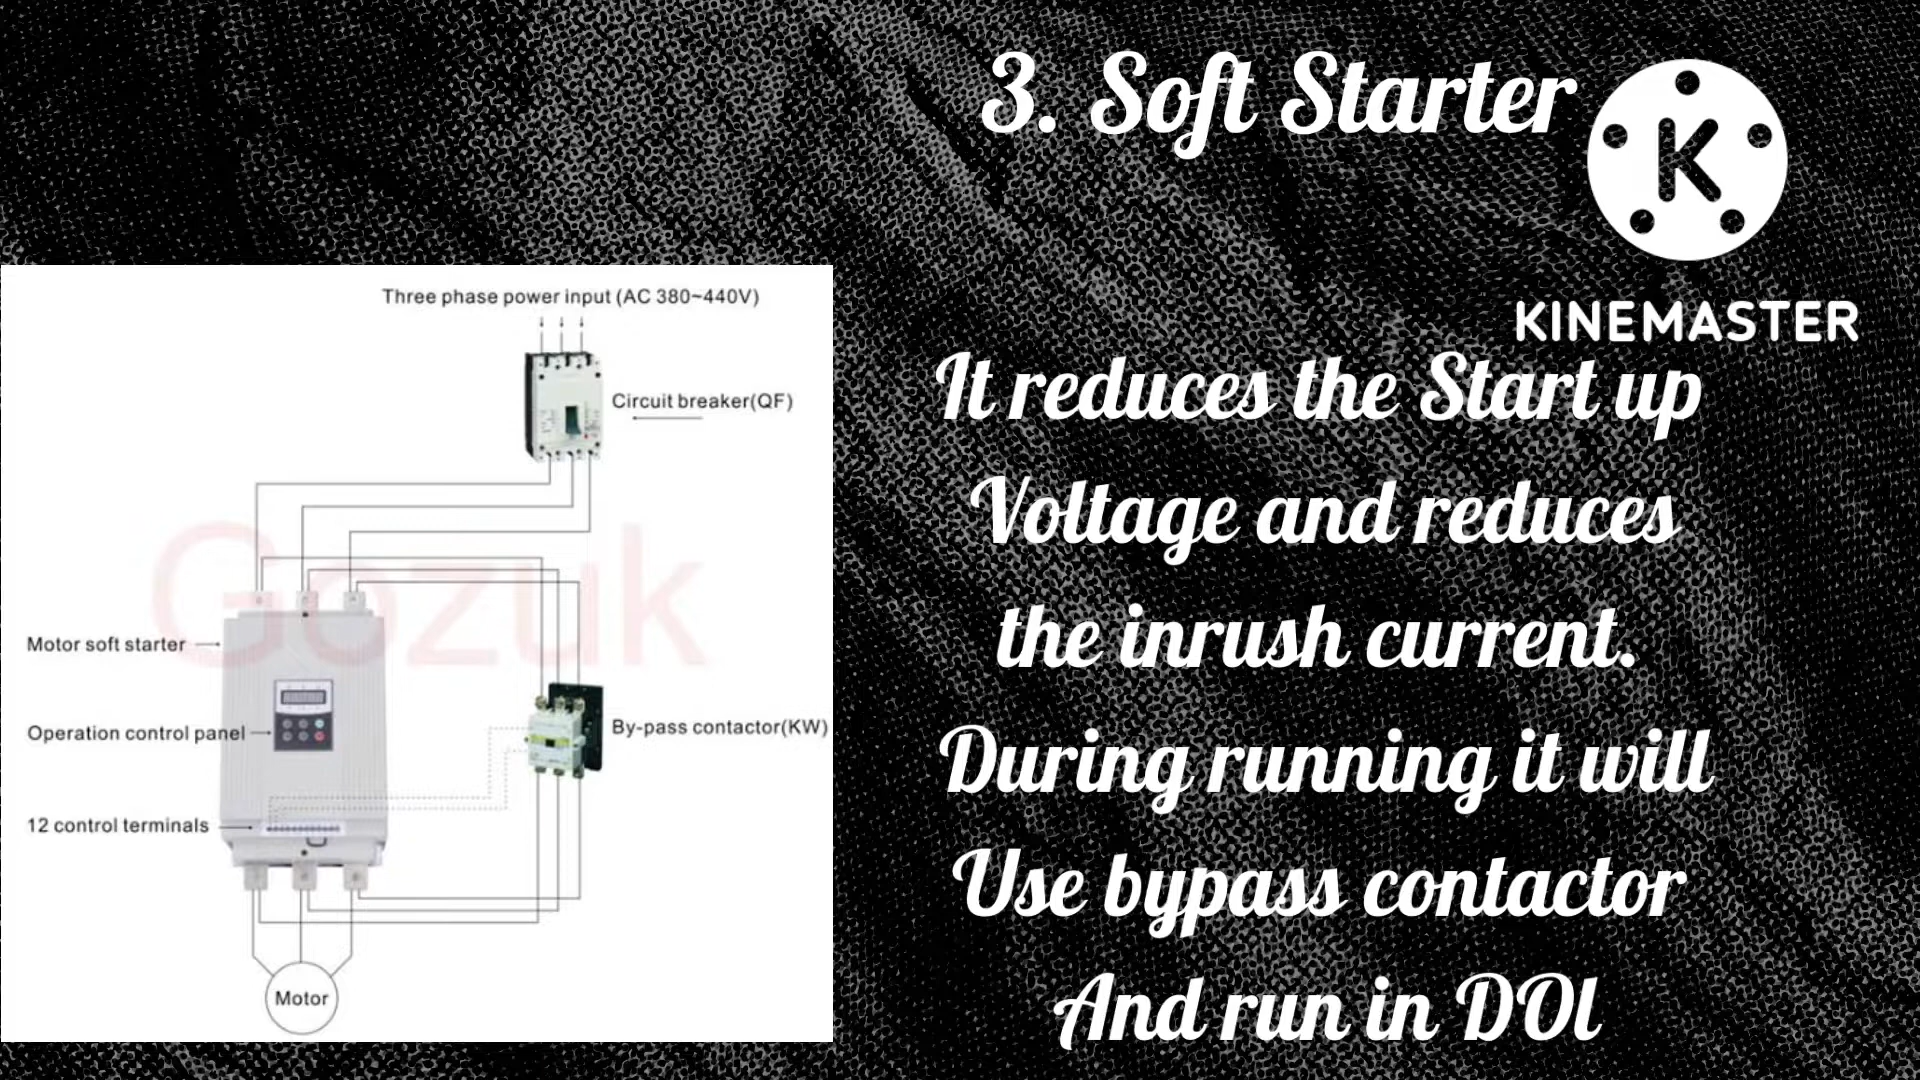 3. Soft Starter
K
KINEMASTER
It reduces the Start up
Voltage and reduces
the inrush current.
During running it will
Use bypass contactor
And run in DOl
Three phase power input (AC 380~440V)
Circuit breaker(QF)
Gozuk
Motor soft starter
Operation control panel
By-pass contactor(KW)
12 control terminals
Motor